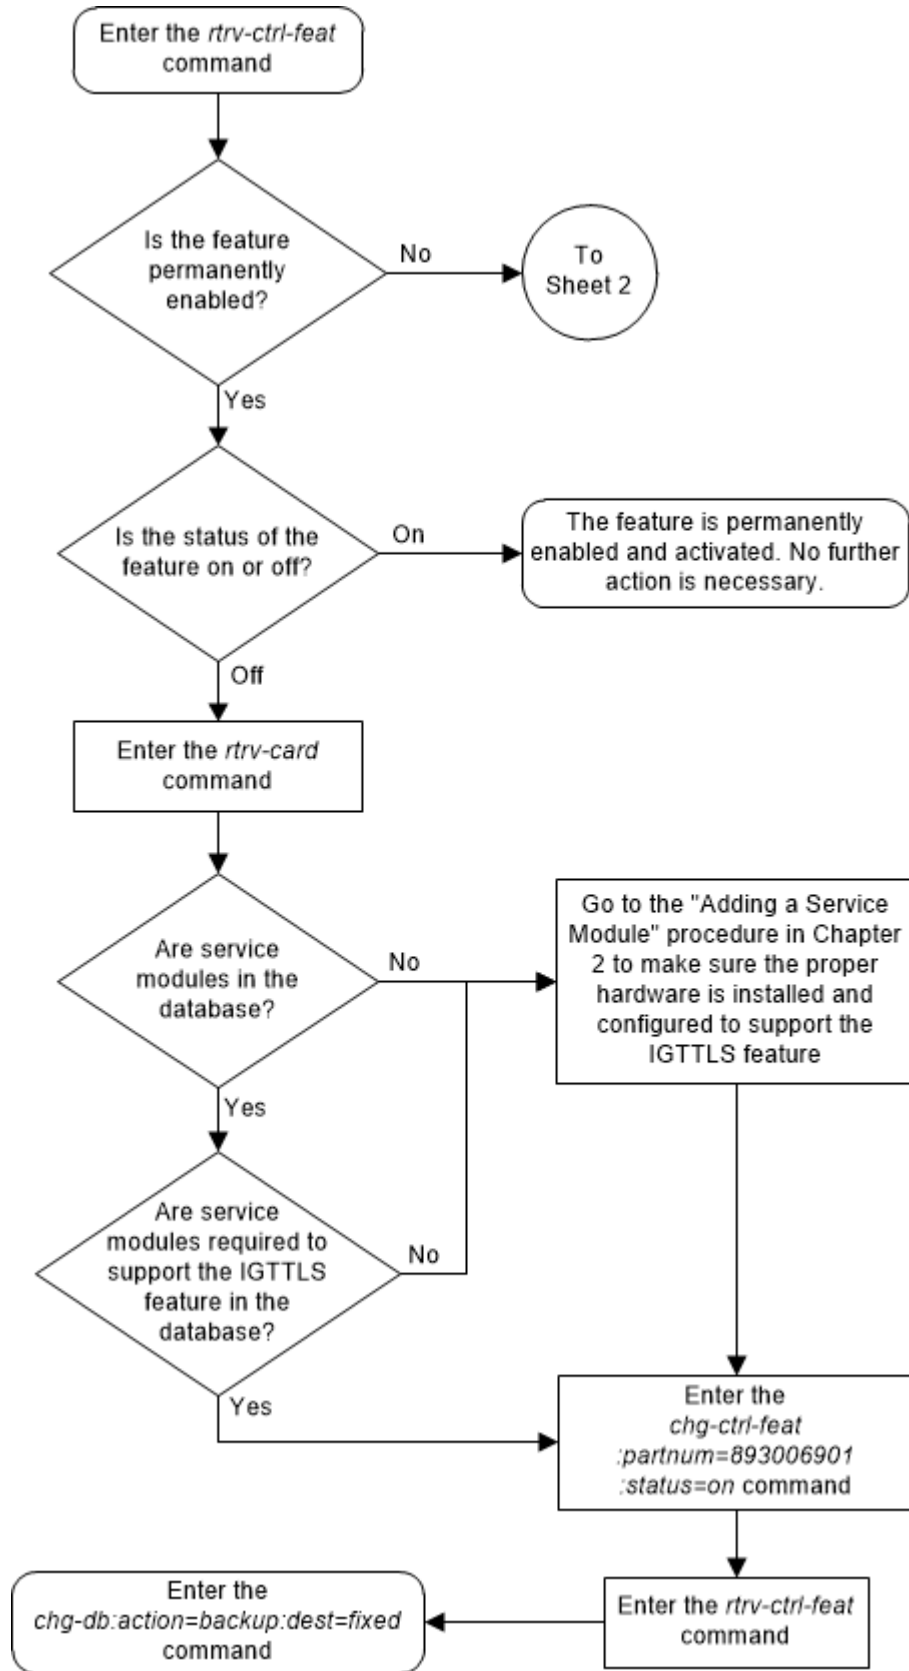 Enter the rtrv-ctrl-feat
command
Is the feature
permanently
enabled?
No
To
Sheet 2
Yes
Is the status of the
feature on or off?
On
The feature is permanently
enabled and activated. No further
action is necessary.
Off
Enter the rtrv-card
command
Are service
modules in the
database?
No
Go to the "Adding a Service
Module" procedure in Chapter
2 to make sure the proper
hardware is installed and
configured to support the
IGTTLS feature
Yes
Are service
modules required to
support the IGTTLS
feature in the
database?
No
Yes
Enter the
chg-ctrl-feat
:partnum=893006901
:status=on command
Enter the rtrv-ctrl-feat
command
Enter the
chg-db:action=backup:dest=fixed
command